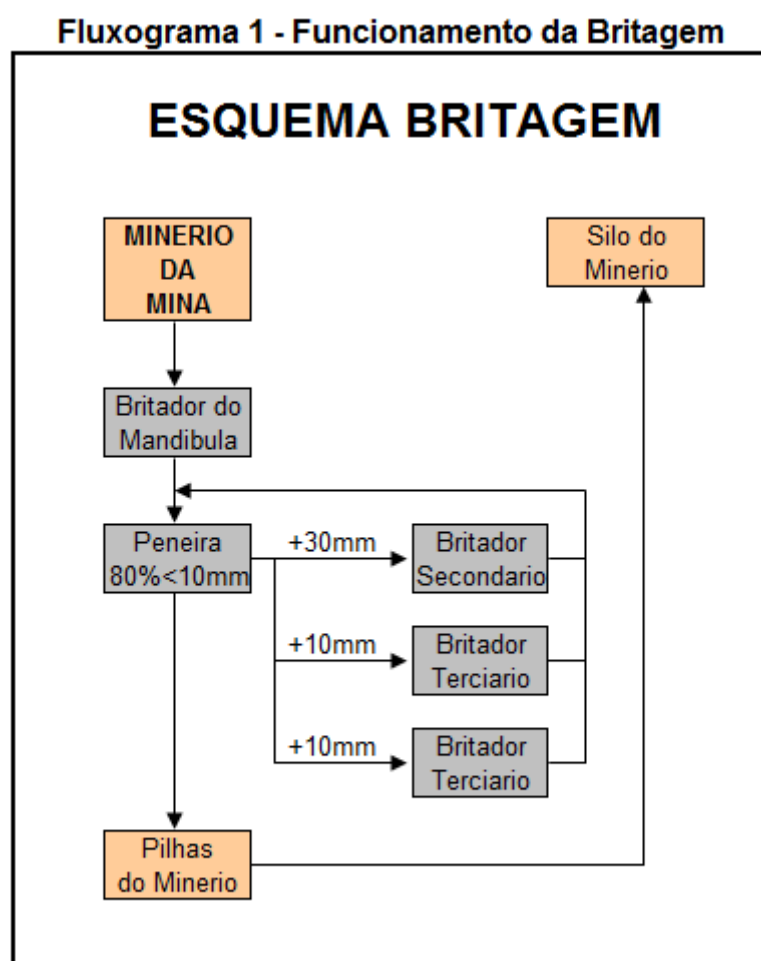 Fluxograma 1 - Funcionamento da Britagem
ESQUEMA BRITAGEM
MINERIO
DA
MINA
Silo do
Minerio
Britador do
Mandibula
Peneira
80%<10mm
+30mm
Britador
Secondario
+10mm
Britador
Terciario
+10mm
Britador
Terciario
Pilhas
do Minerio